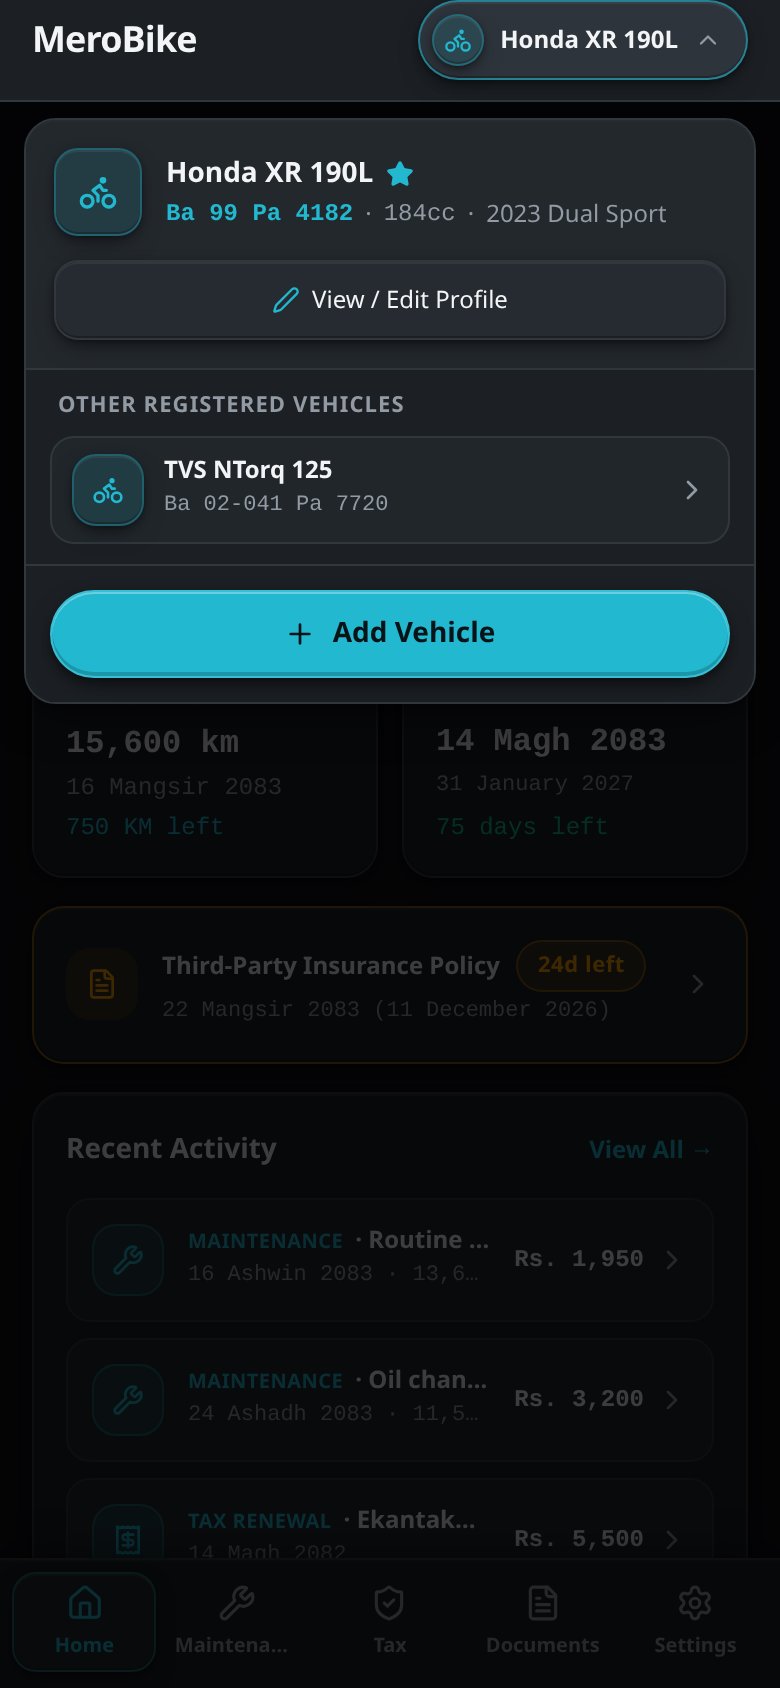 MeroBike
Honda XR 190L
Honda XR 190L
Ba 99 Pa 4182 · 184cc · 2023 Dual Sport
View / Edit Profile
OTHER REGISTERED VEHICLES
TVS NTorq 125
Ba 02-041 Pa 7720
+ Add Vehicle
15,600 km
16 Mangsir 2083
750 KM left
14 Magh 2083
31 January 2027
75 days left
Third-Party Insurance Policy 24d left
22 Mangsir 2083 (11 December 2026)
Recent Activity
View All →
MAINTENANCE · Routine ...
16 Ashwin 2083 · 13,6…
Rs. 1,950
MAINTENANCE · Oil chan...
24 Ashadh 2083 · 11,5…
Rs. 3,200
TAX RENEWAL · Ekantak...
14 Magh 2082
Rs. 5,500
Home
Maintena...
Tax
Documents
Settings